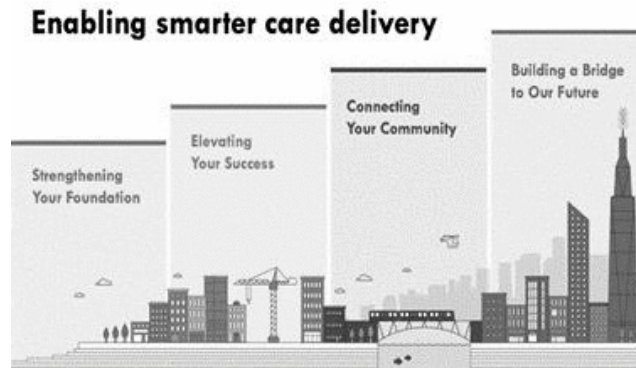 Enabling smarter care delivery
Strengthening
Your Foundation
Elevating
Your Success
Connecting
Your Community
Building a Bridge
to Our Future